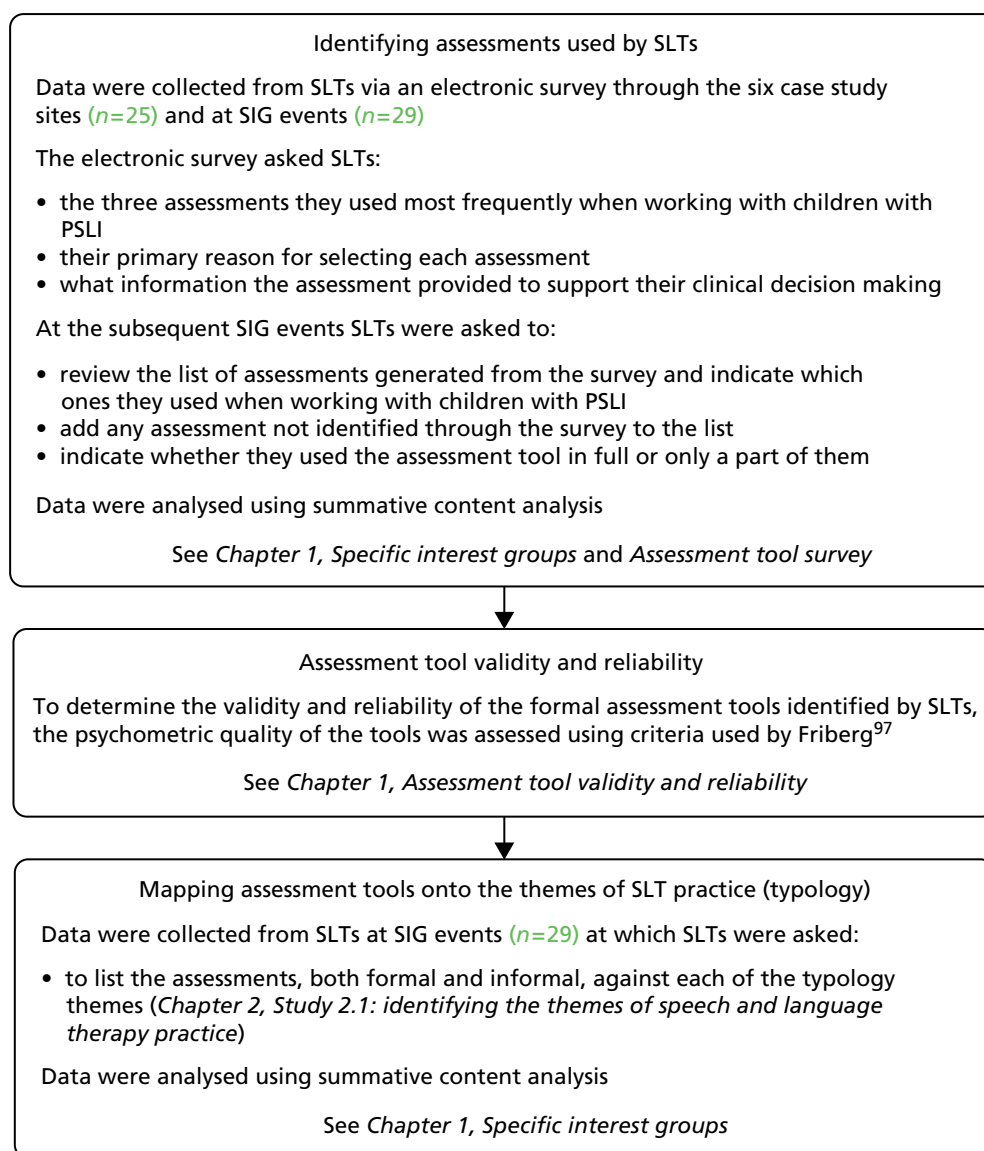 Identifying assessments used by SLTs
Data were collected from SLTs via an electronic survey through the six case study
sites (n=25) and at SIG events (n=29)
The electronic survey asked SLTs:
• the three assessments they used most frequently when working with children with
PSLI
• their primary reason for selecting each assessment
• what information the assessment provided to support their clinical decision making
At the subsequent SIG events SLTs were asked to:
• review the list of assessments generated from the survey and indicate which
ones they used when working with children with PSLI
• add any assessment not identified through the survey to the list
• indicate whether they used the assessment tool in full or only a part of them
Data were analysed using summative content analysis
See Chapter 1, Specific interest groups and Assessment tool survey
Assessment tool validity and reliability
To determine the validity and reliability of the formal assessment tools identified by SLTs,
the psychometric quality of the tools was assessed using criteria used by Friberg97
See Chapter 1, Assessment tool validity and reliability
Mapping assessment tools onto the themes of SLT practice (typology)
Data were collected from SLTs at SIG events (n=29) at which SLTs were asked:
• to list the assessments, both formal and informal, against each of the typology
themes (Chapter 2, Study 2.1: identifying the themes of speech and language
therapy practice)
Data were analysed using summative content analysis
See Chapter 1, Specific interest groups